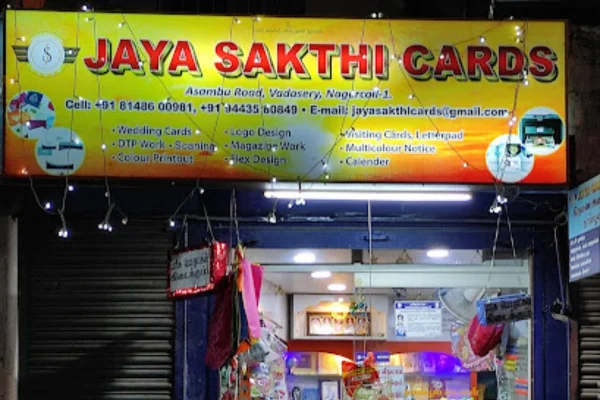 JAYA SAKTHI CARDS
Asambu Road, Vadasery, Nagercoil-1.
Cell: +91 81486 00981, +91 94435 60849 • E-mail: jayasakthicards@gmail.com
• Wedding Cards • Logo Design • Visiting Cards, Letterpad
• DTP Work - Scaning • Magazine Work • Multicolour Notice
• Colour Printout • Flex Design • Calender